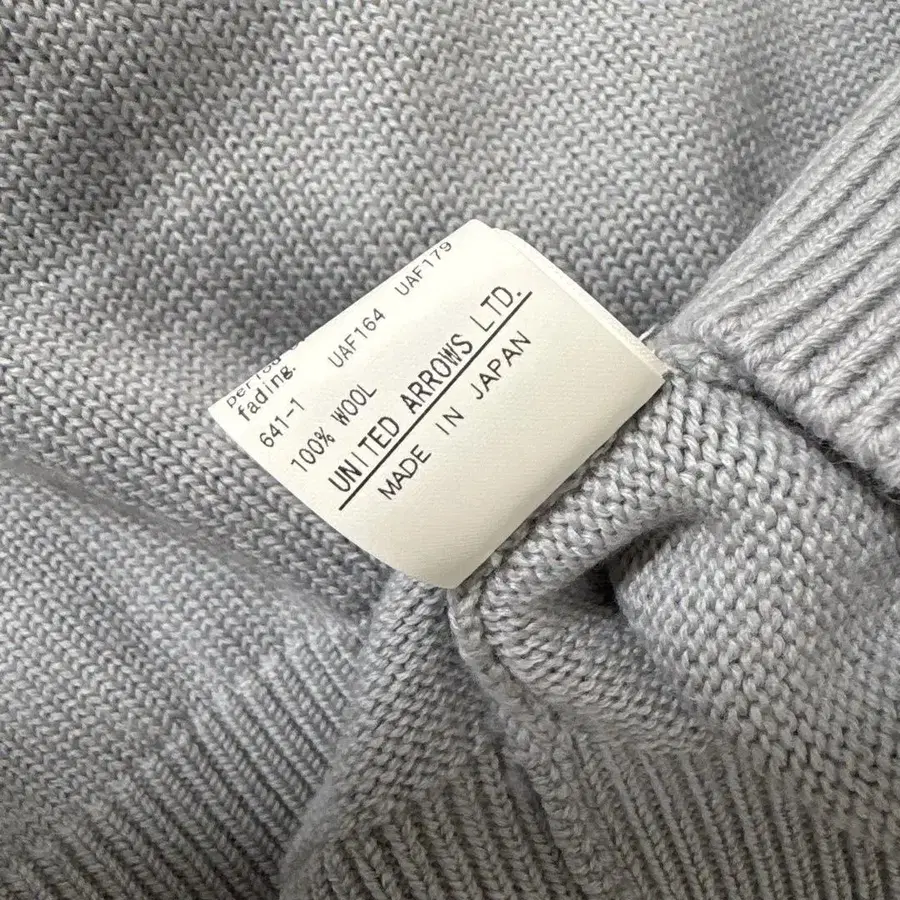 fading.
641-1 UAF164 UAF179
100% WOOL
UNITED ARROWS LTD.
MADE IN JAPAN